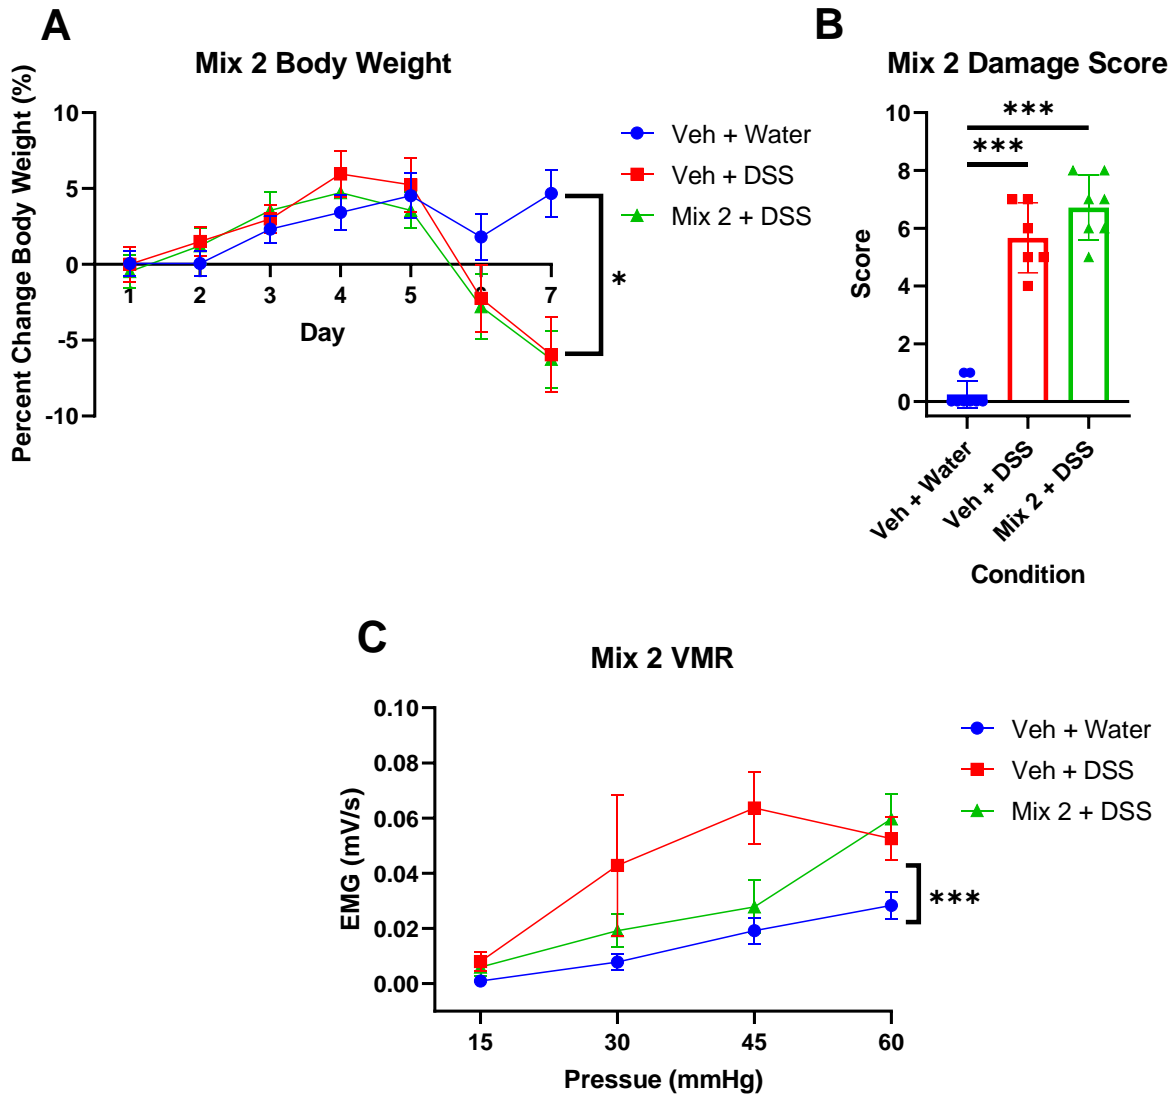 A
Mix 2 Body Weight
Percent Change Body Weight (%)
10
5
0
-5
-10
1 2 3 4 5 6 7
Day
Veh + Water
Veh + DSS
Mix 2 + DSS
*
B
Mix 2 Damage Score
***
***
Score
10
8
6
4
2
0
Veh + Water
Veh + DSS
Mix 2 + DSS
Condition
C
Mix 2 VMR
EMG (mV/s)
0.10
0.08
0.06
0.04
0.02
0.00
15 30 45 60
Pressue (mmHg)
Veh + Water
Veh + DSS
Mix 2 + DSS
***